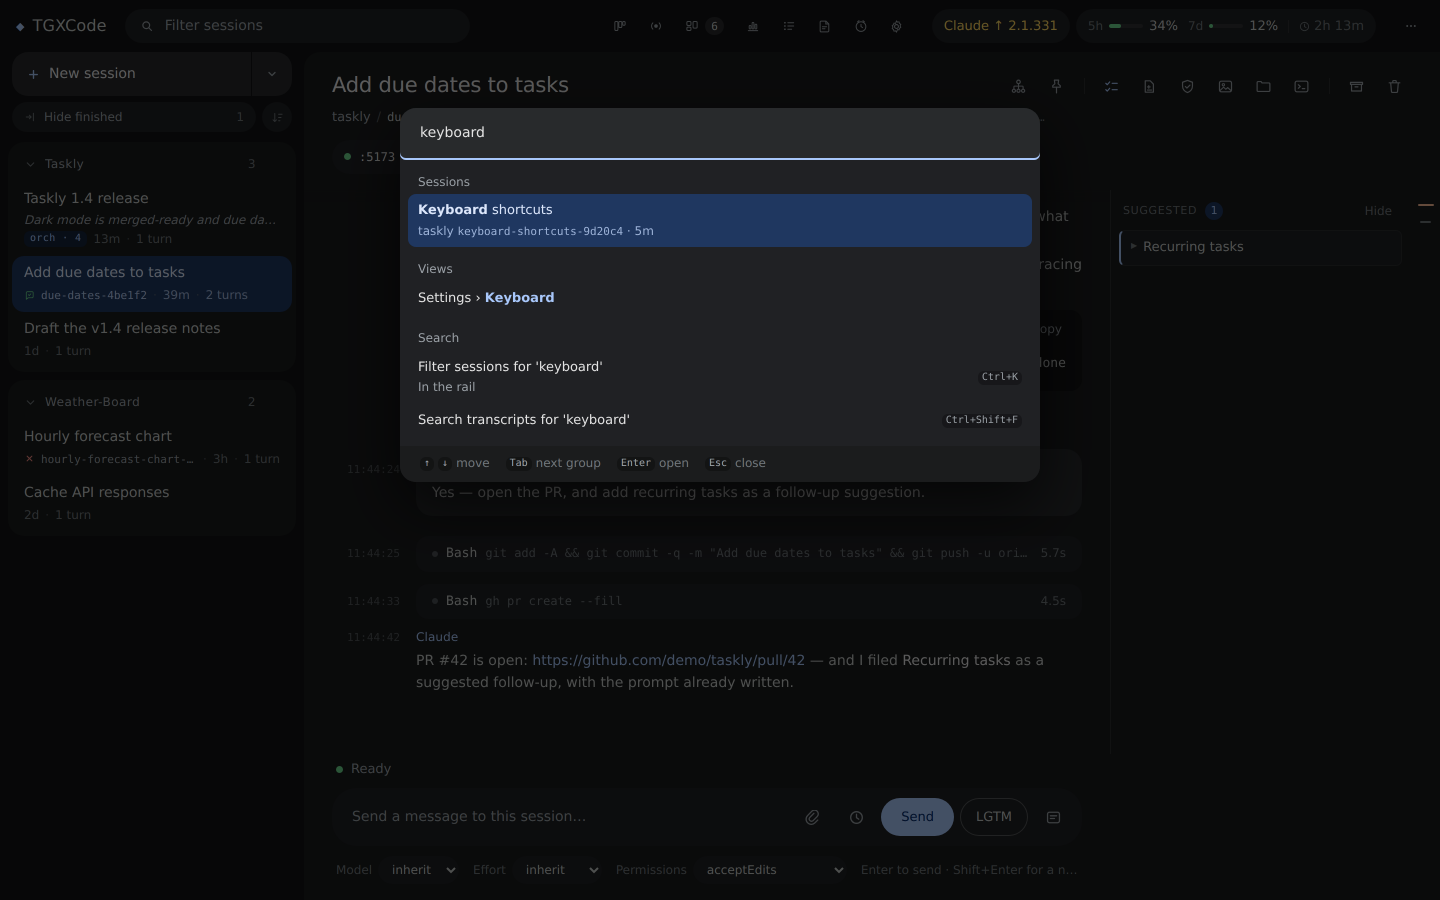 TGXCode
Filter sessions
6
Claude ↑ 2.1.331
5h 34% 7d 12% 2h 13m
+ New session
Hide finished 1
Taskly 3
Taskly 1.4 release
Dark mode is merged-ready and due da…
orch · 4 13m · 1 turn
Add due dates to tasks
due-dates-4be1f2 · 39m · 2 turns
Draft the v1.4 release notes
1d · 1 turn
Weather-Board 2
Hourly forecast chart
× hourly-forecast-chart-… · 3h · 1 turn
Cache API responses
2d · 1 turn
Add due dates to tasks
taskly / du
:5173
keyboard
Sessions
Keyboard shortcuts
taskly keyboard-shortcuts-9d20c4 · 5m
Views
Settings › Keyboard
Search
Filter sessions for 'keyboard'
In the rail
Ctrl+K
Search transcripts for 'keyboard'
Ctrl+Shift+F
↑ ↓ move Tab next group Enter open Esc close
what
racing
opy
lone
SUGGESTED 1 Hide
Recurring tasks
11:44:24
Yes — open the PR, and add recurring tasks as a follow-up suggestion.
11:44:25 Bash git add -A && git commit -q -m "Add due dates to tasks" && git push -u ori… 5.7s
11:44:33 Bash gh pr create --fill 4.5s
11:44:42 Claude
PR #42 is open: https://github.com/demo/taskly/pull/42 — and I filed Recurring tasks as a
suggested follow-up, with the prompt already written.
Ready
Send a message to this session…
Send
LGTM
Model inherit Effort inherit Permissions acceptEdits Enter to send · Shift+Enter for a n…